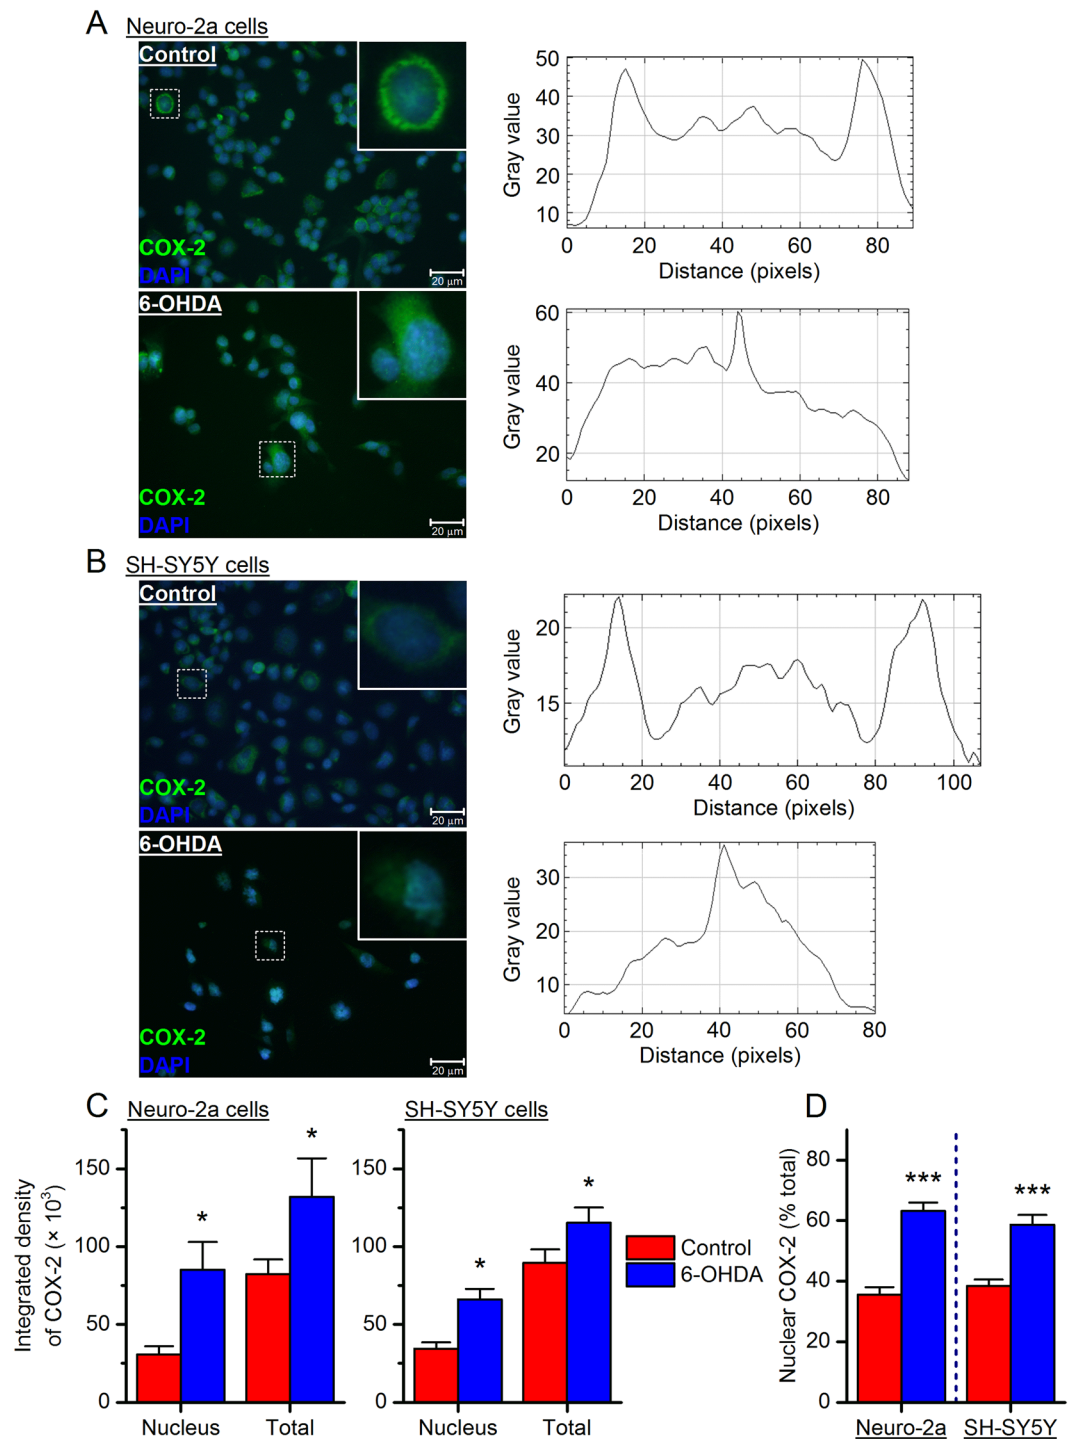 A Neuro-2a cells
Control
COX-2
DAPI
20 μm
50
40
30
20
10
Gray value
0 20 40 60 80
Distance (pixels)
6-OHDA
COX-2
DAPI
20 μm
60
40
20
Gray value
0 20 40 60 80
Distance (pixels)
B SH-SY5Y cells
Control
COX-2
DAPI
20 μm
20
15
Gray value
0 20 40 60 80 100
Distance (pixels)
6-OHDA
COX-2
DAPI
20 μm
30
20
10
Gray value
0 20 40 60 80
Distance (pixels)
C Neuro-2a cells
Integrated density
of COX-2 (× 10³)
150
100
50
0
* *
Nucleus Total
SH-SY5Y cells
150
100
50
0
* *
Nucleus Total
Control
6-OHDA
D
Nuclear COX-2 (% total)
80
60
40
20
0
*** ***
Neuro-2a SH-SY5Y